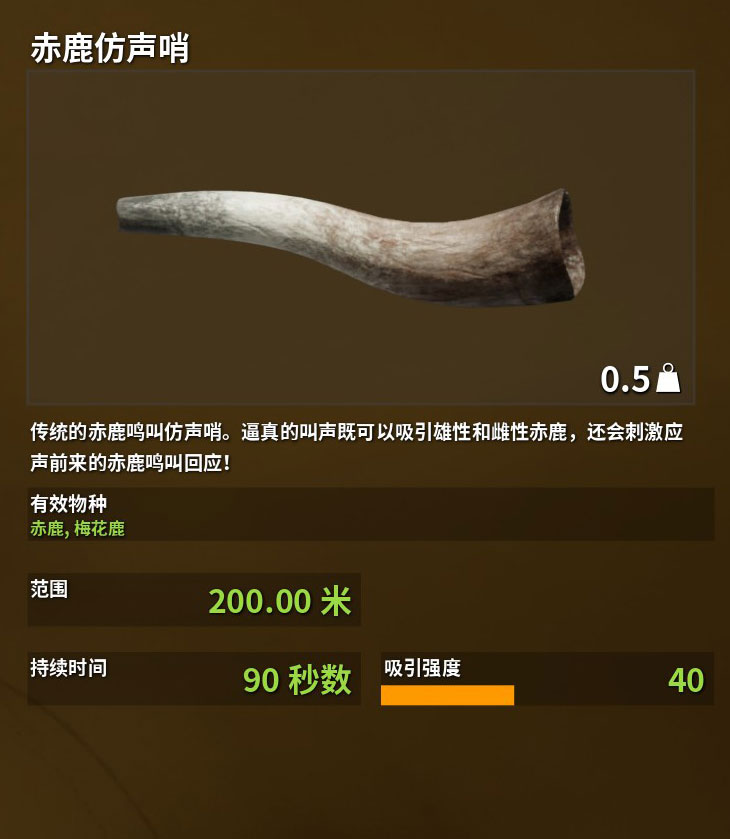 赤鹿仿声哨
0.5
传统的赤鹿鸣叫仿声哨。逼真的叫声既可以吸引雄性和雌性赤鹿，还会刺激应
声前来的赤鹿鸣叫回应！
有效物种
赤鹿, 梅花鹿
范围
200.00 米
持续时间
90 秒数
吸引强度
40